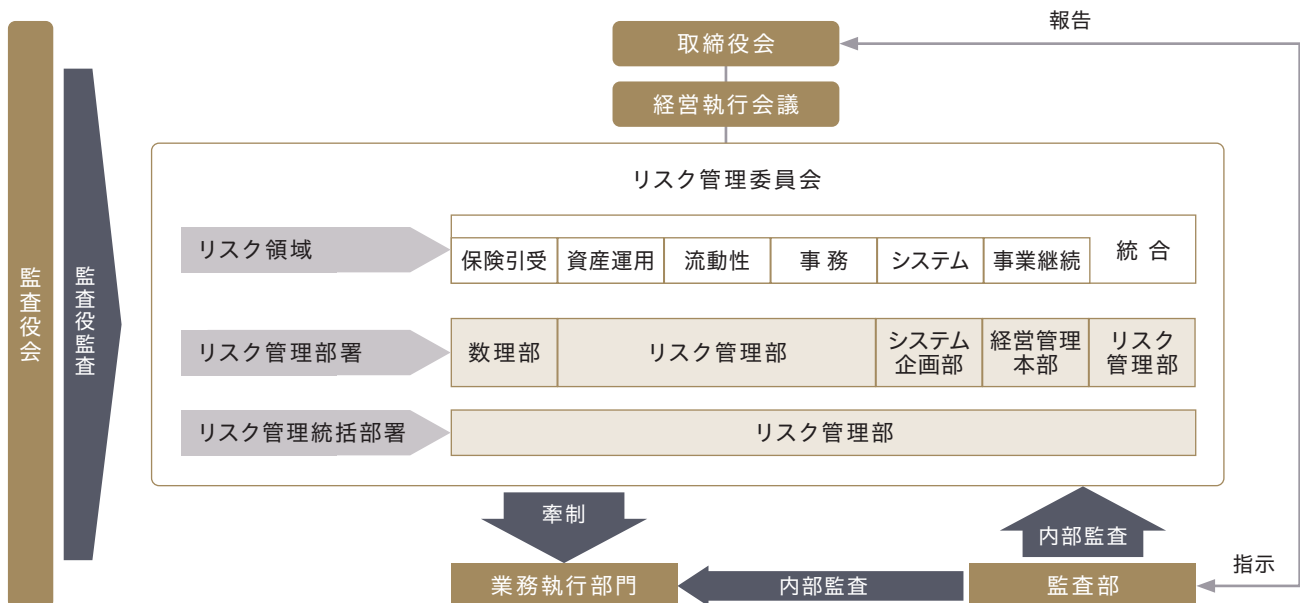 報告
取締役会
経営執行会議
監査役会
監査役監査
リスク管理委員会
リスク領域
保険引受
資産運用
流動性
事務
システム
事業継続
統合
リスク管理部署
数理部
リスク管理部
システム
企画部
経営管理
本部
リスク
管理部
リスク管理統括部署
リスク管理部
牽制
内部監査
業務執行部門
内部監査
監査部
指示